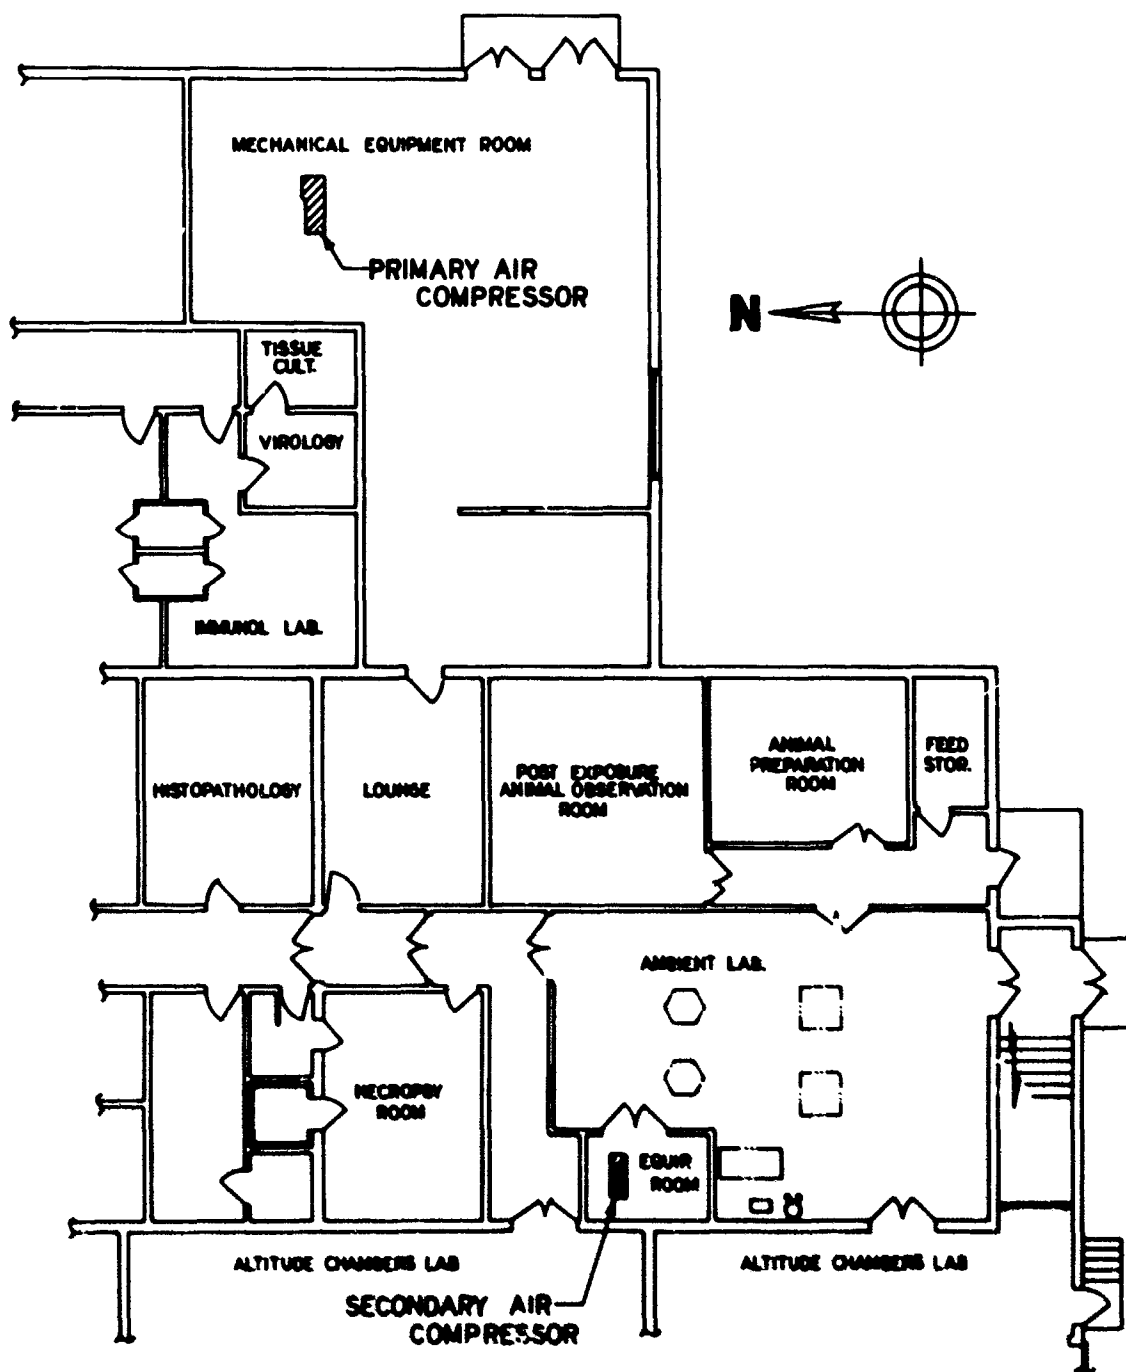 MECHANICAL EQUIPMENT ROOM
PRIMARY AIR
COMPRESSOR
N
TISSUE
CULT.
VIROLOGY
IMMUNOL LAB.
HISTOPATHOLOGY
LOUNGE
POST EXPOSURE
ANIMAL OBSERVATION
ROOM
ANIMAL
PREPARATION
ROOM
FEED
STOR.
AMBIENT LAB.
NECROPSY
ROOM
EQUIP.
ROOM
ALTITUDE CHAMBERS LAB
ALTITUDE CHAMBERS LAB
SECONDARY AIR
COMPRESSOR